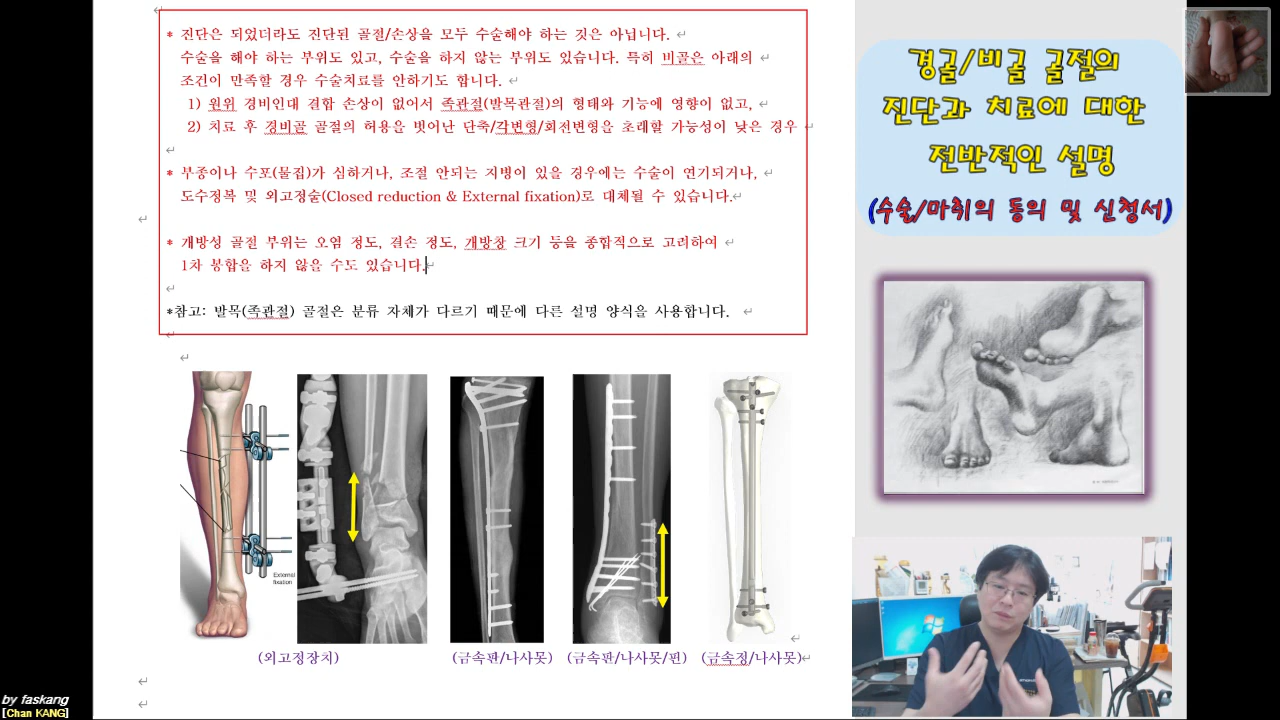 * 진단은 되었더라도 진단된 골절/손상을 모두 수술해야 하는 것은 아닙니다.
수술을 해야 하는 부위도 있고, 수술을 하지 않는 부위도 있습니다. 특히 비골은 아래의
조건이 만족할 경우 수술치료를 안하기도 합니다.
1) 원위 경비인대 결합 손상이 없어서 족관절(발목관절)의 형태와 기능에 영향이 없고,
2) 치료 후 경비골 골절의 허용을 벗어난 단축/각변형/회전변형을 초래할 가능성이 낮은 경우
* 부종이나 수포(물집)가 심하거나, 조절 안되는 지병이 있을 경우에는 수술이 연기되거나,
도수정복 및 외고정술(Closed reduction & External fixation)로 대체될 수 있습니다.
* 개방성 골절 부위는 오염 정도, 결손 정도, 개방창 크기 등을 종합적으로 고려하여
1차 봉합을 하지 않을 수도 있습니다.
*참고: 발목(족관절) 골절은 분류 자체가 다르기 때문에 다른 설명 양식을 사용합니다.
External
fixation
(외고정장치)
(금속판/나사못)
(금속판/나사못/핀)
(금속정/나사못)
경골/비골 골절의
진단과 치료에 대한
전반적인 설명
(수술/마취의 동의 및 신청서)
by faskang
[Chan KANG]